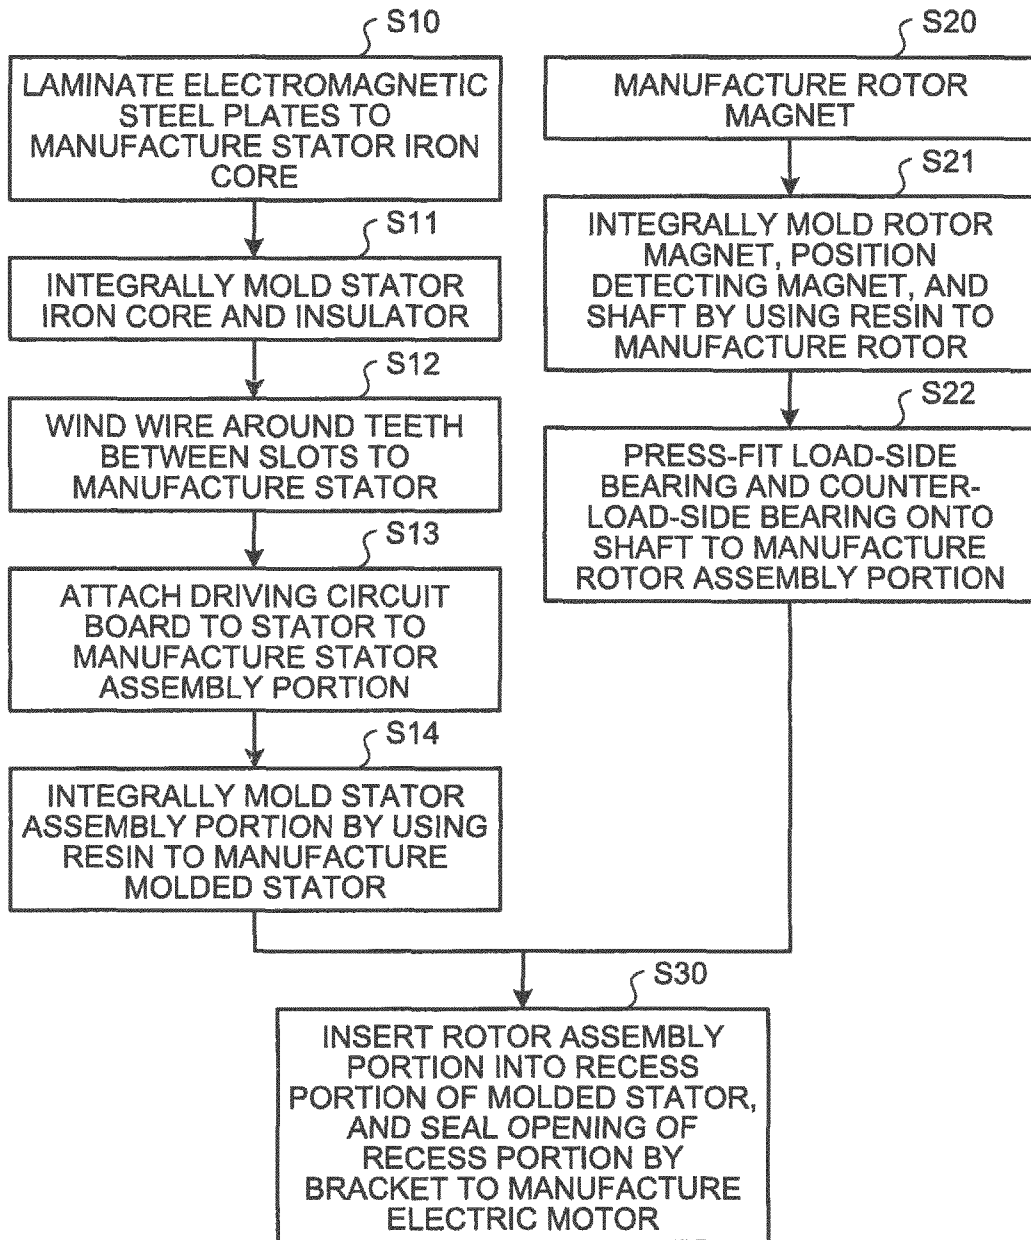 S10
LAMINATE ELECTROMAGNETIC
STEEL PLATES TO
MANUFACTURE STATOR IRON
CORE
S11
INTEGRALLY MOLD STATOR
IRON CORE AND INSULATOR
S12
WIND WIRE AROUND TEETH
BETWEEN SLOTS TO
MANUFACTURE STATOR
S13
ATTACH DRIVING CIRCUIT
BOARD TO STATOR TO
MANUFACTURE STATOR
ASSEMBLY PORTION
S14
INTEGRALLY MOLD STATOR
ASSEMBLY PORTION BY USING
RESIN TO MANUFACTURE
MOLDED STATOR
S20
MANUFACTURE ROTOR
MAGNET
S21
INTEGRALLY MOLD ROTOR
MAGNET, POSITION
DETECTING MAGNET, AND
SHAFT BY USING RESIN TO
MANUFACTURE ROTOR
S22
PRESS-FIT LOAD-SIDE
BEARING AND COUNTER-
LOAD-SIDE BEARING ONTO
SHAFT TO MANUFACTURE
ROTOR ASSEMBLY PORTION
S30
INSERT ROTOR ASSEMBLY
PORTION INTO RECESS
PORTION OF MOLDED STATOR,
AND SEAL OPENING OF
RECESS PORTION BY
BRACKET TO MANUFACTURE
ELECTRIC MOTOR